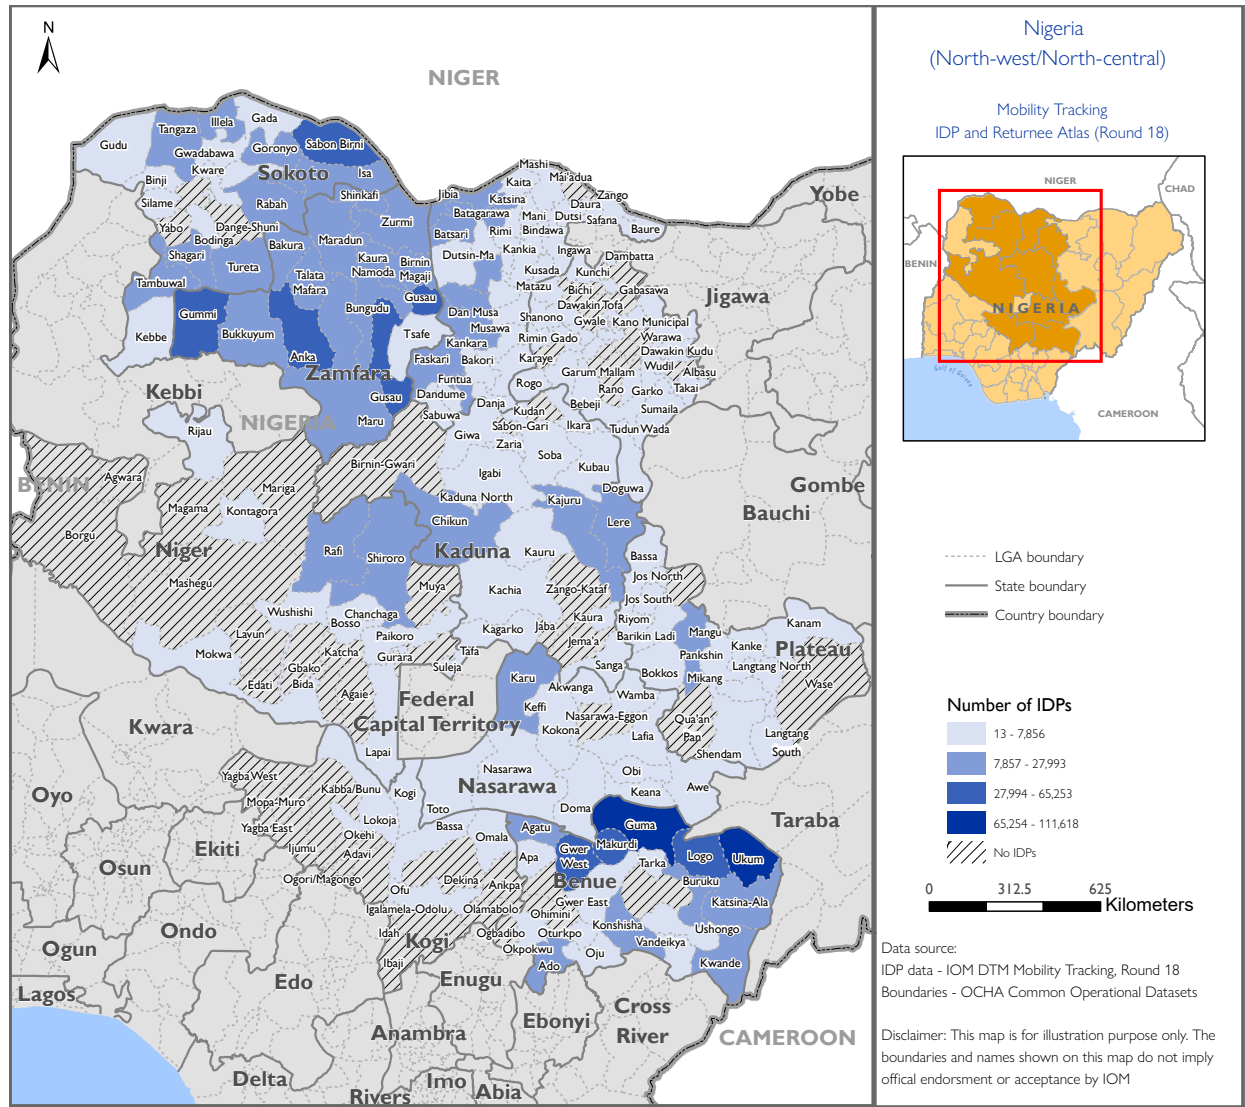 N
NIGER
Gada
Illela
Tangaza
Gudu
Sabon Birni
Goronyo
Gwadabawa
Kware
Sokoto
Isa
Binji
Silame
Rabah
Shinkafi
Yabo
Dange-Shuni
Bodinga
Zurmi
Shagari
Bakura
Maradun
Tureta
Kaura
Namoda
Birnin
Magaji
Talata
Mafara
Tambuwal
Gummi
Bungudu
Gusau
Kebbe
Bukkuyum
Tsafe
Anka
Zamfara
Gusau
Maru
Kebbi
NIGERIA
Mashi
Mai'adua
Kaita
Zango
Jibia
Katsina
Daura
Batagarawa
Mani
Dutsi
Safana
Batsari
Rimi
Bindawa
Baure
Dutsin-Ma
Kankia
Ingawa
Dambatta
Kusada
Kunchi
Matazu
Bichi
Gabasawa
Dan Musa
Dawakin Tofa
Shanono
Gwale
Kano Municipal
Musawa
Kankara
Rimin Gado
Warawa
Dawakin Kudu
Faskari
Bakori
Karaye
Wudil
Garum Mallam
Albasu
Funtua
Rogo
Rano
Garko
Takai
Dandume
Danja
Bebeji
Sumaila
Sabuwa
Kudan
Sabon-Gari
Ikara
Tudun Wada
Giwa
Zaria
Yobe
Jigawa
Gombe
Bauchi
Rijau
BENIN
Agwara
Birnin-Gwari
Soba
Kubau
Igabi
Mariga
Magama
Kontagora
Kaduna North
Doguwa
Kajuru
Borgu
Niger
Chikun
Lere
Rafi
Shiroro
Kaduna
Kauru
Bassa
Mashegu
Muya
Kachia
Zango-Kataf
Jos North
Jos South
Wushishi
Chanchaga
Bosso
Kaura
Riyom
Lavun
Paikoro
Kagarko
Jaba
Jema'a
Barikin Ladi
Mangu
Kanam
Mokwa
Katcha
Gurara
Tafa
Suleja
Sanga
Bokkos
Pankshin
Mikang
Kanke
Plateau
Langtang North
Wase
Gbako
Edati
Bida
Agaie
Karu
Akwanga
Wamba
Federal
Capital Territory
Keffi
Kokona
Nasarawa-Eggon
Lafia
Qua'an
Pan
Langtang
South
Shendam
Kwara
Lapai
Nasarawa
Nasarawa
Obi
Keana
Awe
Yagba West
Kabba/Bunu
Kogi
Toto
Doma
Taraba
Mopa-Muro
Oyo
Yagba East
Lokoja
Bassa
Agatu
Guma
Okehi
Omala
Ekiti
Ijumu
Adavi
Gwer
West
Makurdi
Logo
Ukum
Apa
Tarka
Osun
Ogori/Magongo
Dekina
Ankpa
Benue
Buruku
Ofu
Gwer East
Katsina-Ala
Igalamela-Odolu
Olamabolo
Ohimini
Konshisha
Ushongo
Ondo
Idah
Kogi
Ogbadibo
Oturkpo
Vandeikya
Okpokwu
Oju
Ogun
Ibaji
Ado
Kwande
Edo
Enugu
Lagos
Cross
River
Ebonyi
Anambra
CAMEROON
Delta
Imo
Abia
Rivers
Nigeria
(North-west/North-central)
Mobility Tracking
IDP and Returnee Atlas (Round 18)
NIGER
CHAD
BENIN
NIGERIA
Gulf of Guinea
CAMEROON
LGA boundary
State boundary
Country boundary
Number of IDPs
13 - 7,856
7,857 - 27,993
27,994 - 65,253
65,254 - 111,618
No IDPs
0 312.5 625
Kilometers
Data source:
IDP data - IOM DTM Mobility Tracking, Round 18
Boundaries - OCHA Common Operational Datasets
Disclaimer: This map is for illustration purpose only. The
boundaries and names shown on this map do not imply
offical endorsment or acceptance by IOM